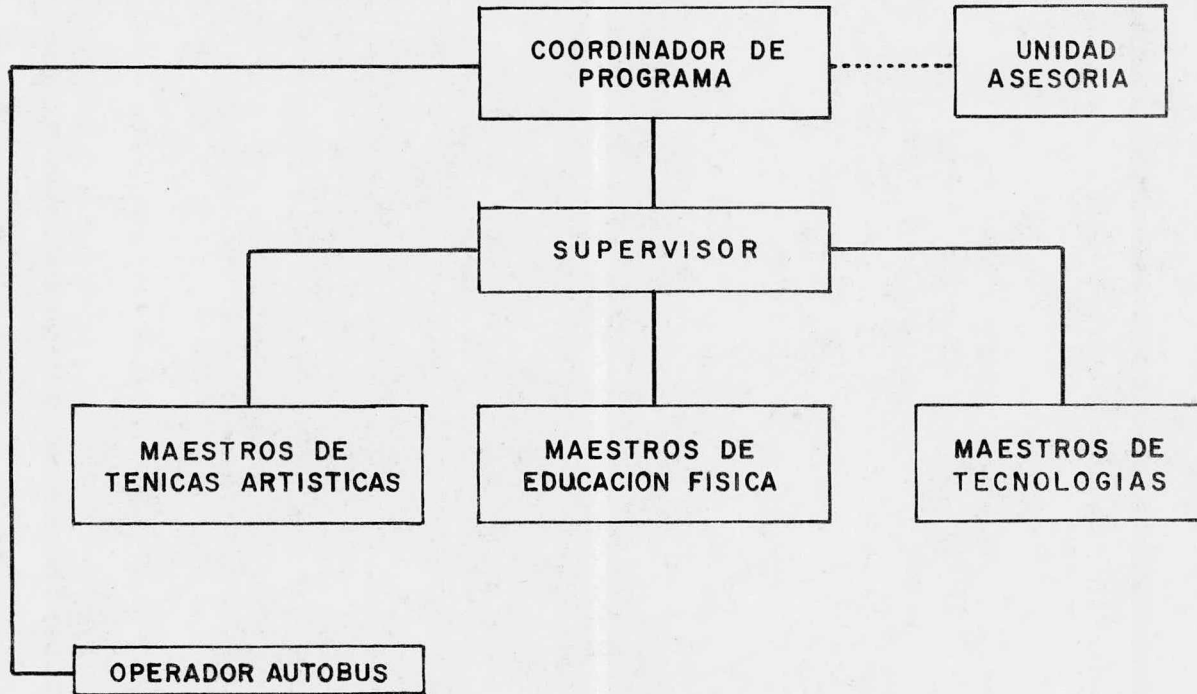 COORDINADOR DE
PROGRAMA
UNIDAD
ASESORIA
SUPERVISOR
MAESTROS DE
TENICAS ARTISTICAS
MAESTROS DE
EDUCACION FISICA
MAESTROS DE
TECNOLOGIAS
OPERADOR AUTOBUS